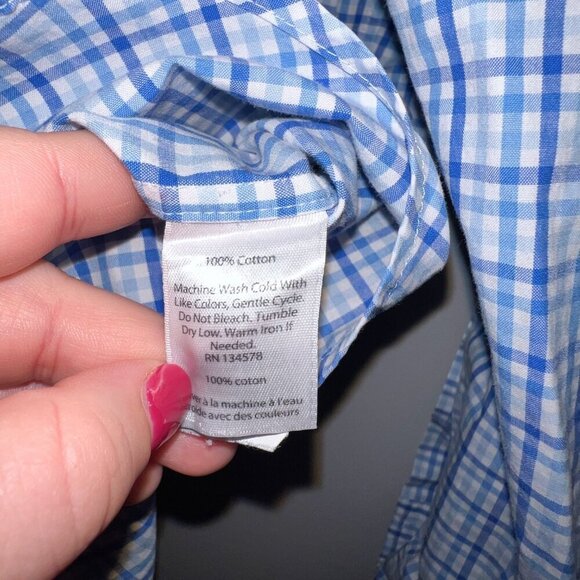 100% Cotton
Machine Wash Cold With
Like Colors, Gentle Cycle.
Do Not Bleach. Tumble
Dry Low. Warm Iron If
Needed.
RN 134578
100% coton
à la machine à l'eau
avec des couleurs